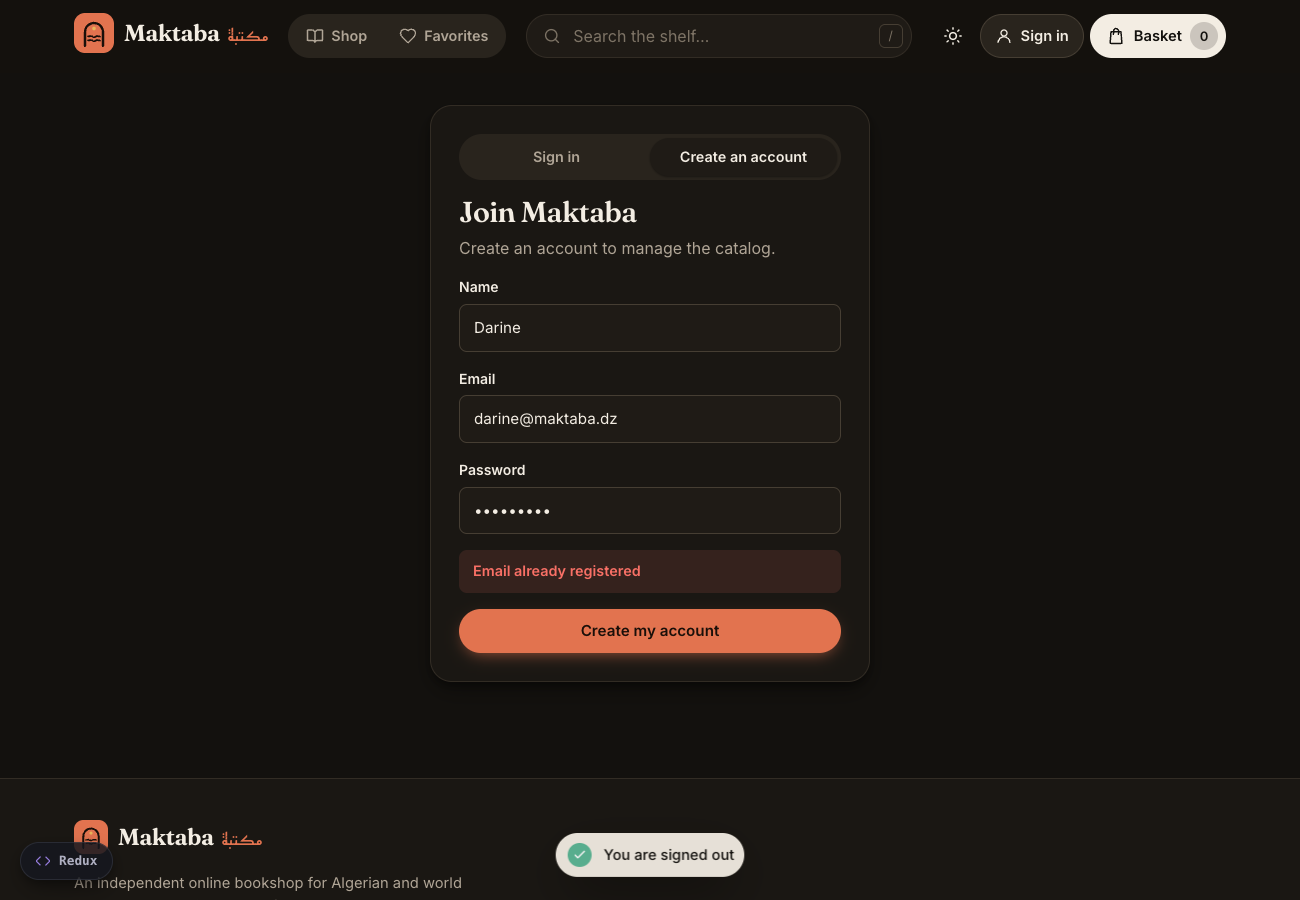 Maktaba مكتبة
Shop
Favorites
Search the shelf...
/
Sign in
Basket
0
Sign in
Create an account
Join Maktaba
Create an account to manage the catalog.
Name
Darine
Email
darine@maktaba.dz
Password
•••••••••
Email already registered
Create my account
Maktaba مكتبة
Redux
You are signed out
An independent online bookshop for Algerian and world